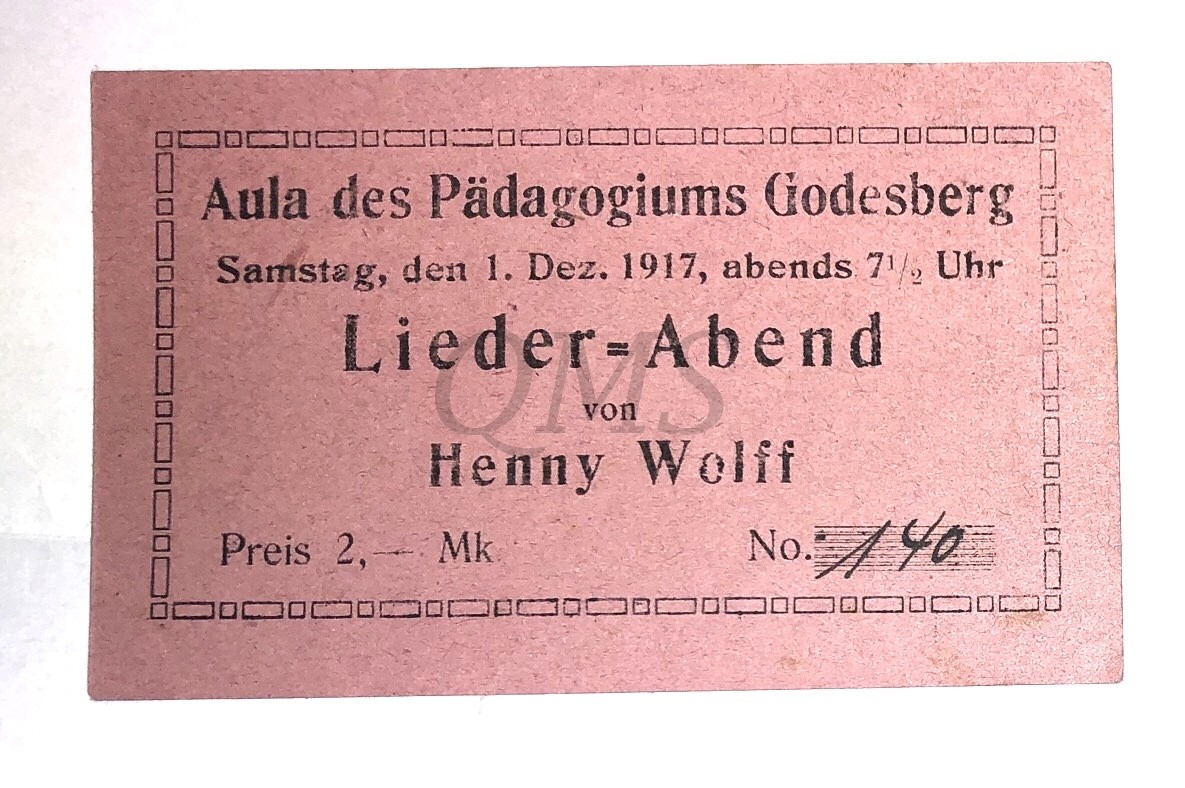 Aula des Pädagogiums Godesberg
Samstag, den 1. Dez. 1917, abends 7½ Uhr
Lieder=Abend
QMS
von
Henny Wolff
Preis 2,— Mk No. 140